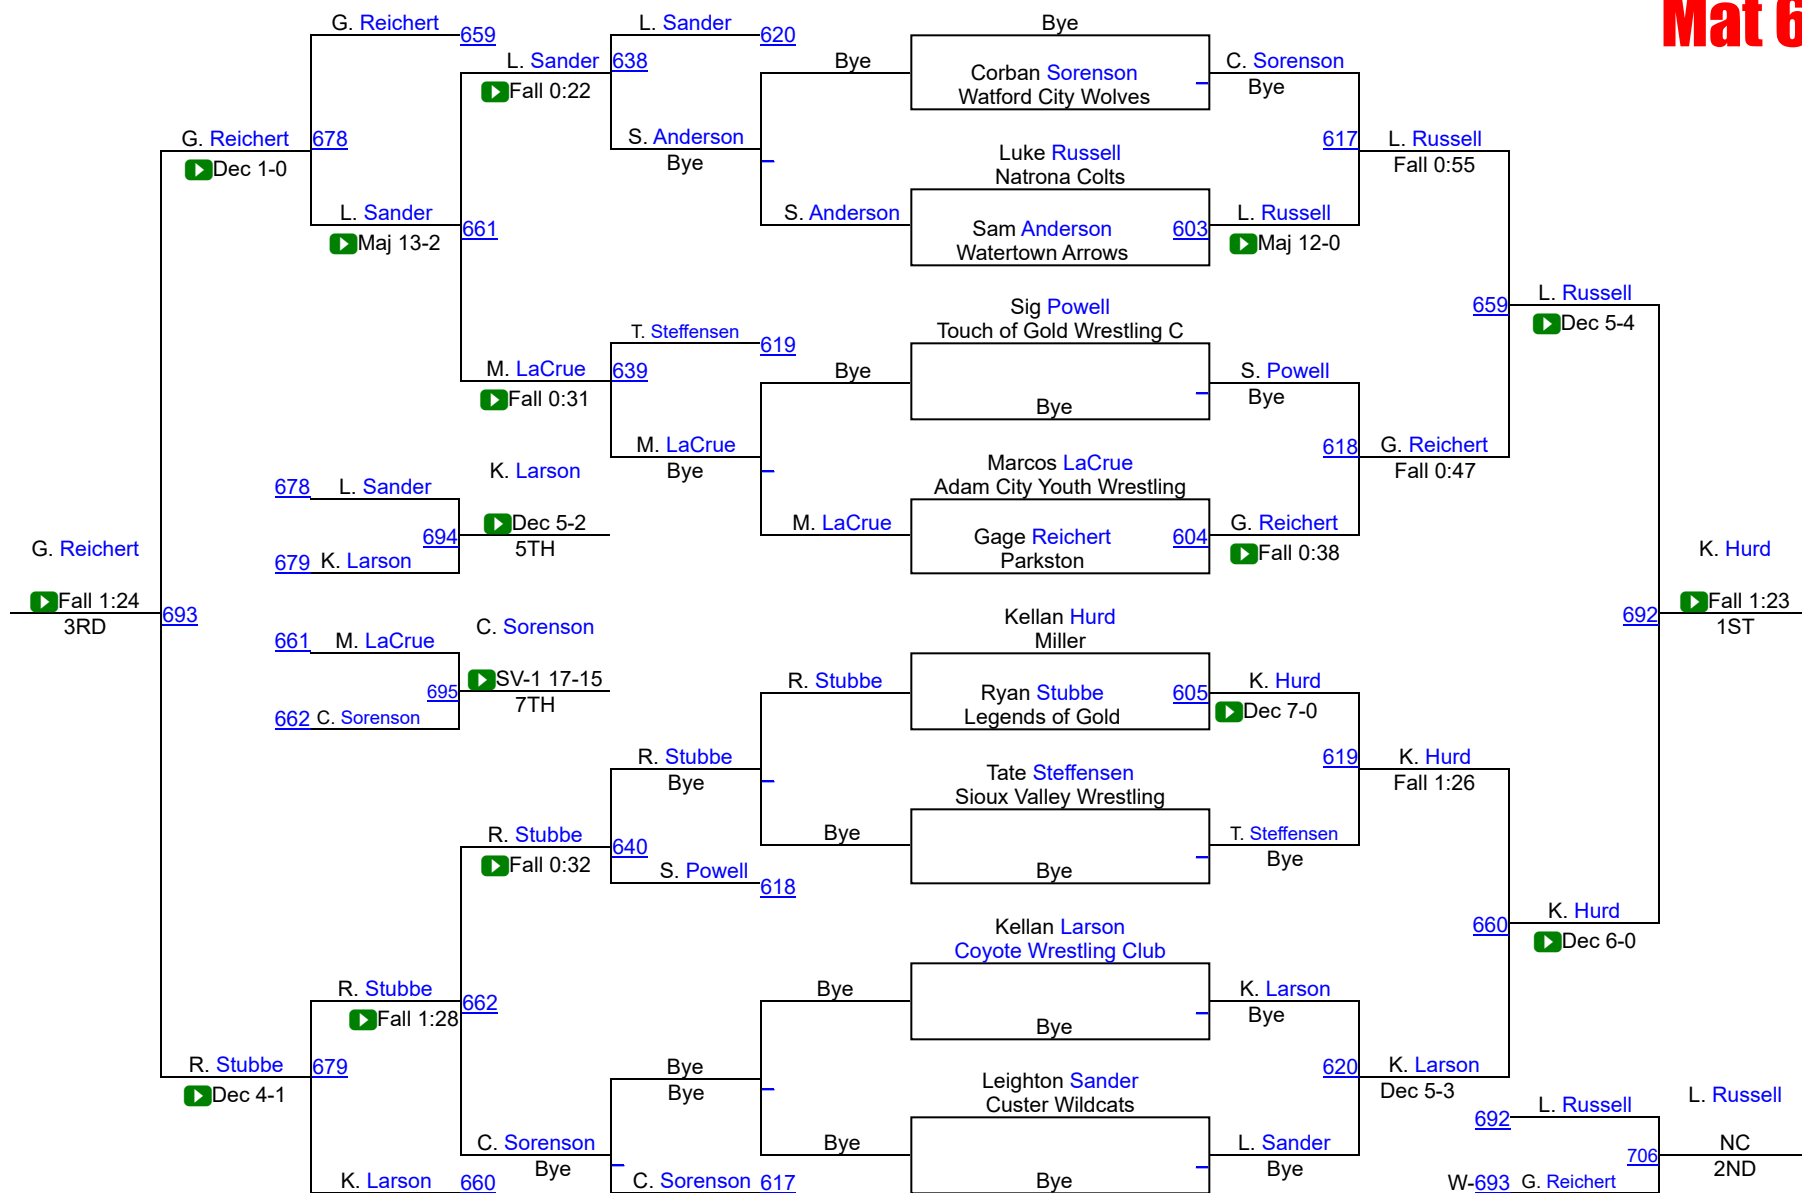 Mat 6
G. Reichert
659
L. Sander
620
Bye
L. Sander
638
Fall 0:22
Bye
Corban Sorenson
Watford City Wolves
C. Sorenson
Bye
G. Reichert
678
Dec 1-0
S. Anderson
Bye
617
L. Russell
Fall 0:55
Luke Russell
Natrona Colts
L. Sander
661
Maj 13-2
S. Anderson
Sam Anderson
603
Watertown Arrows
L. Russell
Maj 12-0
Sig Powell
Touch of Gold Wrestling C
659
L. Russell
Dec 5-4
T. Steffensen
619
M. LaCrue
639
Fall 0:31
Bye
Bye
S. Powell
Bye
M. LaCrue
Bye
618
G. Reichert
Fall 0:47
K. Larson
Marcos LaCrue
Adam City Youth Wrestling
678
L. Sander
694
Dec 5-2
5TH
679
K. Larson
M. LaCrue
Gage Reichert
604
Parkston
G. Reichert
Fall 0:38
G. Reichert
Fall 1:24
3RD
693
K. Hurd
Fall 1:23
1ST
692
C. Sorenson
661
M. LaCrue
695
SV-1 17-15
7TH
662
C. Sorenson
Kellan Hurd
Miller
R. Stubbe
Ryan Stubbe
605
Legends of Gold
K. Hurd
Dec 7-0
R. Stubbe
Bye
619
K. Hurd
Fall 1:26
Tate Steffensen
Sioux Valley Wrestling
R. Stubbe
640
Fall 0:32
Bye
Bye
T. Steffensen
Bye
S. Powell
618
Kellan Larson
Coyote Wrestling Club
660
K. Hurd
Dec 6-0
R. Stubbe
662
Fall 1:28
Bye
Bye
K. Larson
Bye
R. Stubbe
679
Dec 4-1
Bye
Bye
620
K. Larson
Dec 5-3
Leighton Sander
Custer Wildcats
L. Russell
692
L. Russell
706
NC
2ND
C. Sorenson
Bye
Bye
Bye
L. Sander
Bye
K. Larson
660
C. Sorenson
617
W-693
G. Reichert